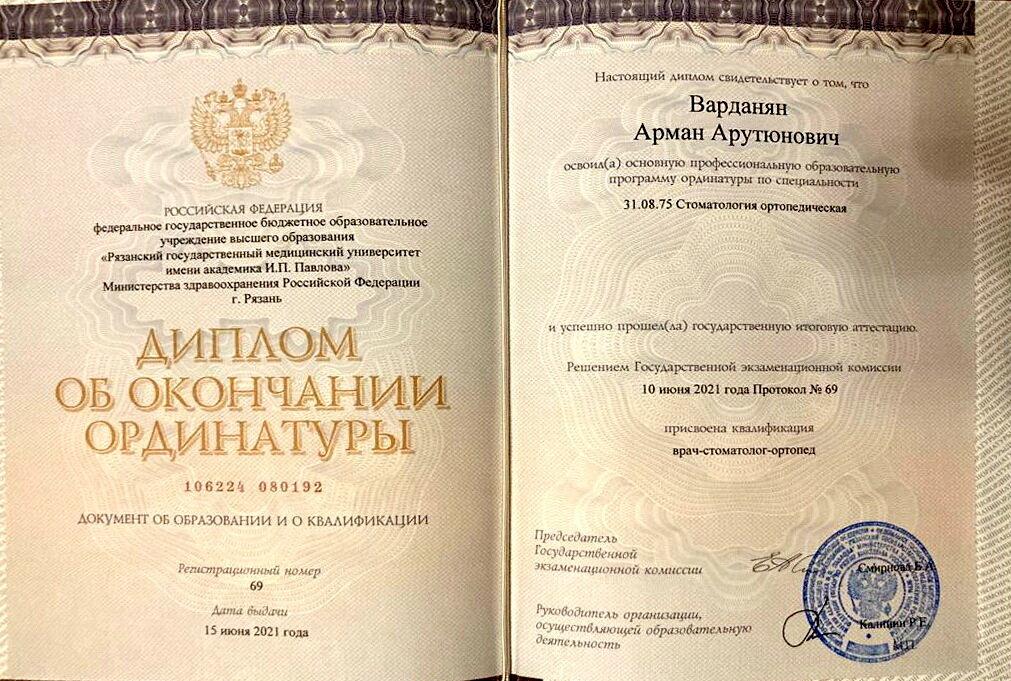 РОССИЙСКАЯ ФЕДЕРАЦИЯ
федеральное государственное бюджетное образовательное
учреждение высшего образования
«Рязанский государственный медицинский университет
имени академика И.П. Павлова»
Министерства здравоохранения Российской Федерации
г. Рязань
ДИПЛОМ
ОБ ОКОНЧАНИИ
ОРДИНАТУРЫ
106224 080192
ДОКУМЕНТ ОБ ОБРАЗОВАНИИ И О КВАЛИФИКАЦИИ
Регистрационный номер
69
Дата выдачи
15 июня 2021 года
Настоящий диплом свидетельствует о том, что
Варданян
Арман Арутюнович
освоил(а) основную профессиональную образовательную
программу ординатуры по специальности
31.08.75 Стоматология ортопедическая
и успешно прошел(ла) государственную итоговую аттестацию.
Решением Государственной экзаменационной комиссии
10 июня 2021 года Протокол № 69
присвоена квалификация
врач-стоматолог-ортопед
Председатель
Государственной
экзаменационной комиссии
Смирнова Е.А.
Руководитель организации,
осуществляющей образовательную
деятельность
Калинин Р.Е.
М.П.